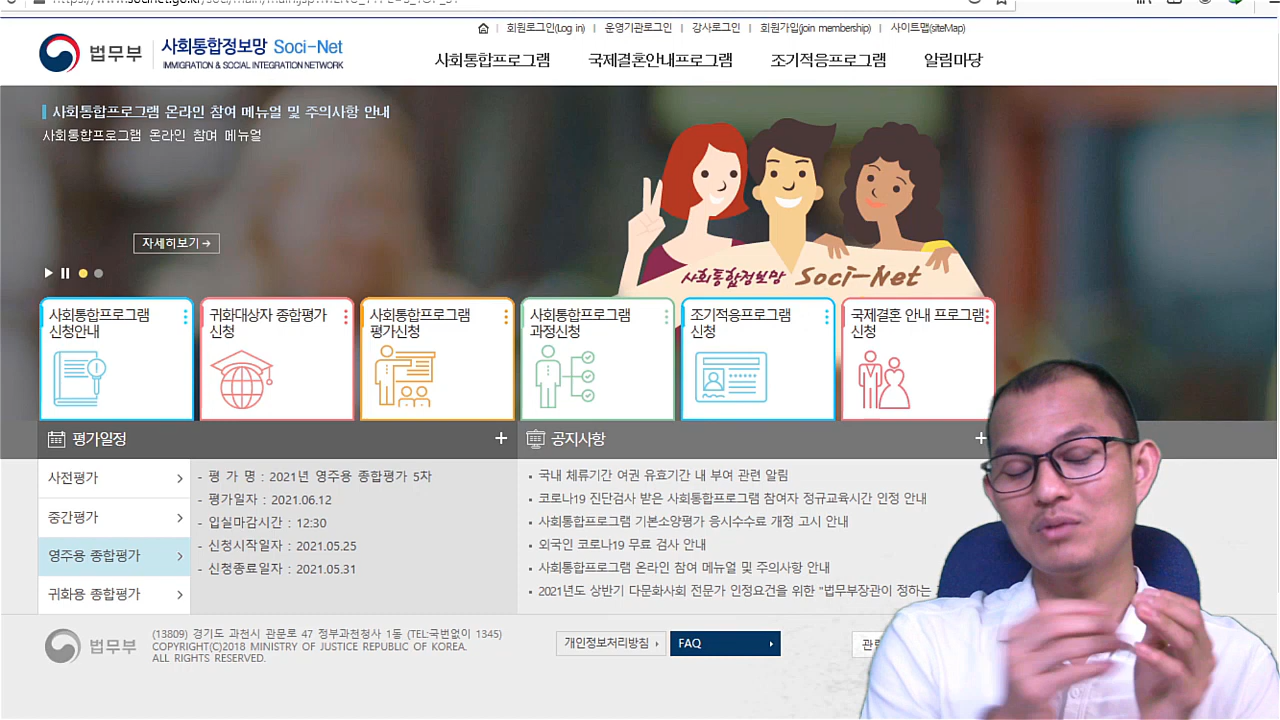 회원로그인(Log in)
운영기관로그인
강사로그인
회원가입(join membership)
사이트맵(siteMap)
법무부
사회통합정보망 Soci-Net
IMMIGRATION & SOCIAL INTEGRATION NETWORK
사회통합프로그램
국제결혼안내프로그램
조기적응프로그램
알림마당
사회통합프로그램 온라인 참여 메뉴얼 및 주의사항 안내
사회통합프로그램 온라인 참여 메뉴얼
자세히보기
사회통합정보망 Soci-Net
사회통합프로그램
신청안내
귀화대상자 종합평가
신청
사회통합프로그램
평가신청
사회통합프로그램
과정신청
조기적응프로그램
신청
국제결혼 안내 프로그램
신청
평가일정
사전평가
중간평가
영주용 종합평가
귀화용 종합평가
- 평 가 명 : 2021년 영주용 종합평가 5차
- 평가일자 : 2021.06.12
- 입실마감시간 : 12:30
- 신청시작일자 : 2021.05.25
- 신청종료일자 : 2021.05.31
공지사항
국내 체류기간 여권 유효기간 내 부여 관련 알림
코로나19 진단검사 받은 사회통합프로그램 참여자 정규교육시간 인정 안내
사회통합프로그램 기본소양평가 응시수수료 개정 고시 안내
외국인 코로나19 무료 검사 안내
사회통합프로그램 온라인 참여 메뉴얼 및 주의사항 안내
2021년도 상반기 다문화사회 전문가 인정요건을 위한 "법무부장관이 정하는
법무부
(13809) 경기도 과천시 관문로 47 정부과천청사 1동 (TEL:국번없이 1345)
COPYRIGHT(C)2018 MINISTRY OF JUSTICE REPUBLIC OF KOREA.
ALL RIGHTS RESERVED.
개인정보처리방침
FAQ